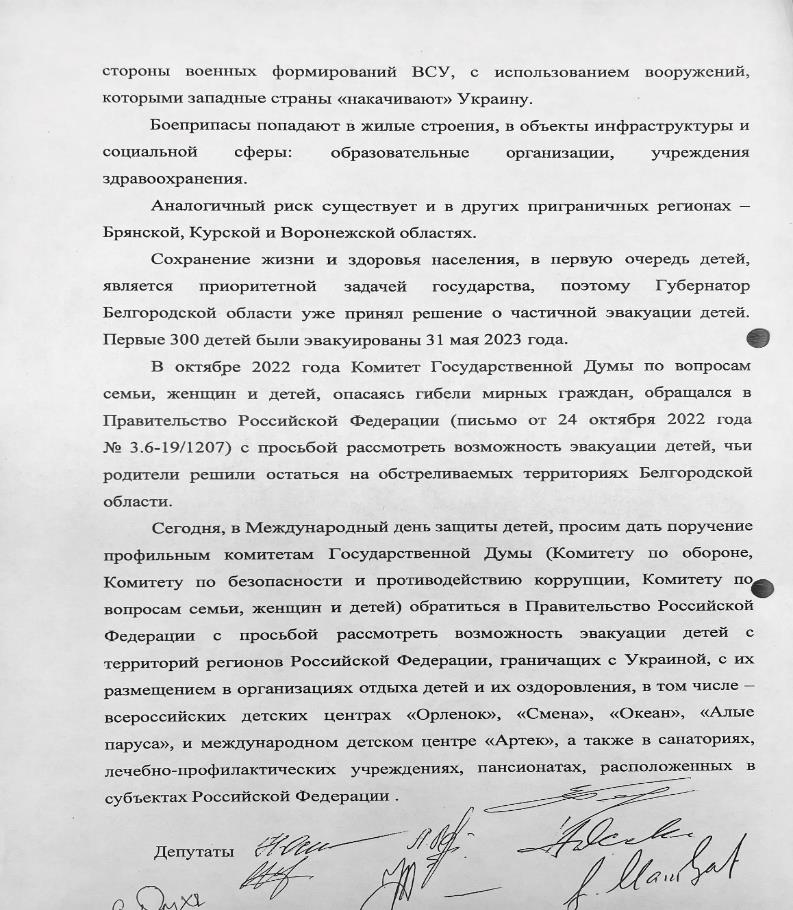 стороны военных формирований ВСУ, с использованием вооружений,
которыми западные страны «накачивают» Украину.
Боеприпасы попадают в жилые строения, в объекты инфраструктуры и
социальной сферы: образовательные организации, учреждения
здравоохранения.
Аналогичный риск существует и в других приграничных регионах –
Брянской, Курской и Воронежской областях.
Сохранение жизни и здоровья населения, в первую очередь детей,
является приоритетной задачей государства, поэтому Губернатор
Белгородской области уже принял решение о частичной эвакуации детей.
Первые 300 детей были эвакуированы 31 мая 2023 года.
В октябре 2022 года Комитет Государственной Думы по вопросам
семьи, женщин и детей, опасаясь гибели мирных граждан, обращался в
Правительство Российской Федерации (письмо от 24 октября 2022 года
№ 3.6-19/1207) с просьбой рассмотреть возможность эвакуации детей, чьи
родители решили остаться на обстреливаемых территориях Белгородской
области.
Сегодня, в Международный день защиты детей, просим дать поручение
профильным комитетам Государственной Думы (Комитету по обороне,
Комитету по безопасности и противодействию коррупции, Комитету по
вопросам семьи, женщин и детей) обратиться в Правительство Российской
Федерации с просьбой рассмотреть возможность эвакуации детей с
территорий регионов Российской Федерации, граничащих с Украиной, с их
размещением в организациях отдыха детей и их оздоровления, в том числе –
всероссийских детских центрах «Орленок», «Смена», «Океан», «Алые
паруса», и международном детском центре «Артек», а также в санаториях,
лечебно-профилактических учреждениях, пансионатах, расположенных в
субъектах Российской Федерации .
Депутаты